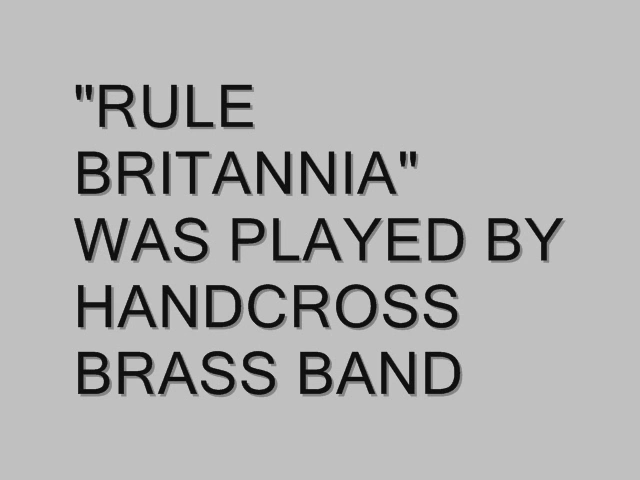 "RULE
BRITANNIA"
WAS PLAYED BY
HANDCROSS
BRASS BAND